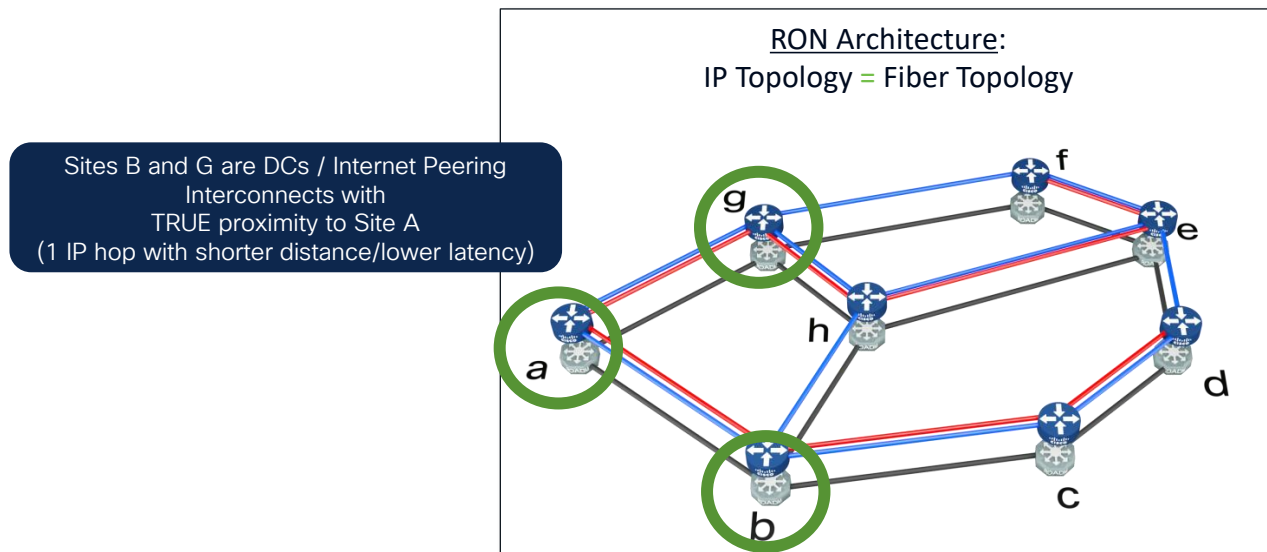 RON Architecture:
IP Topology = Fiber Topology
Sites B and G are DCs / Internet Peering
Interconnects with
TRUE proximity to Site A
(1 IP hop with shorter distance/lower latency)
f
g
e
h
a
d
c
b